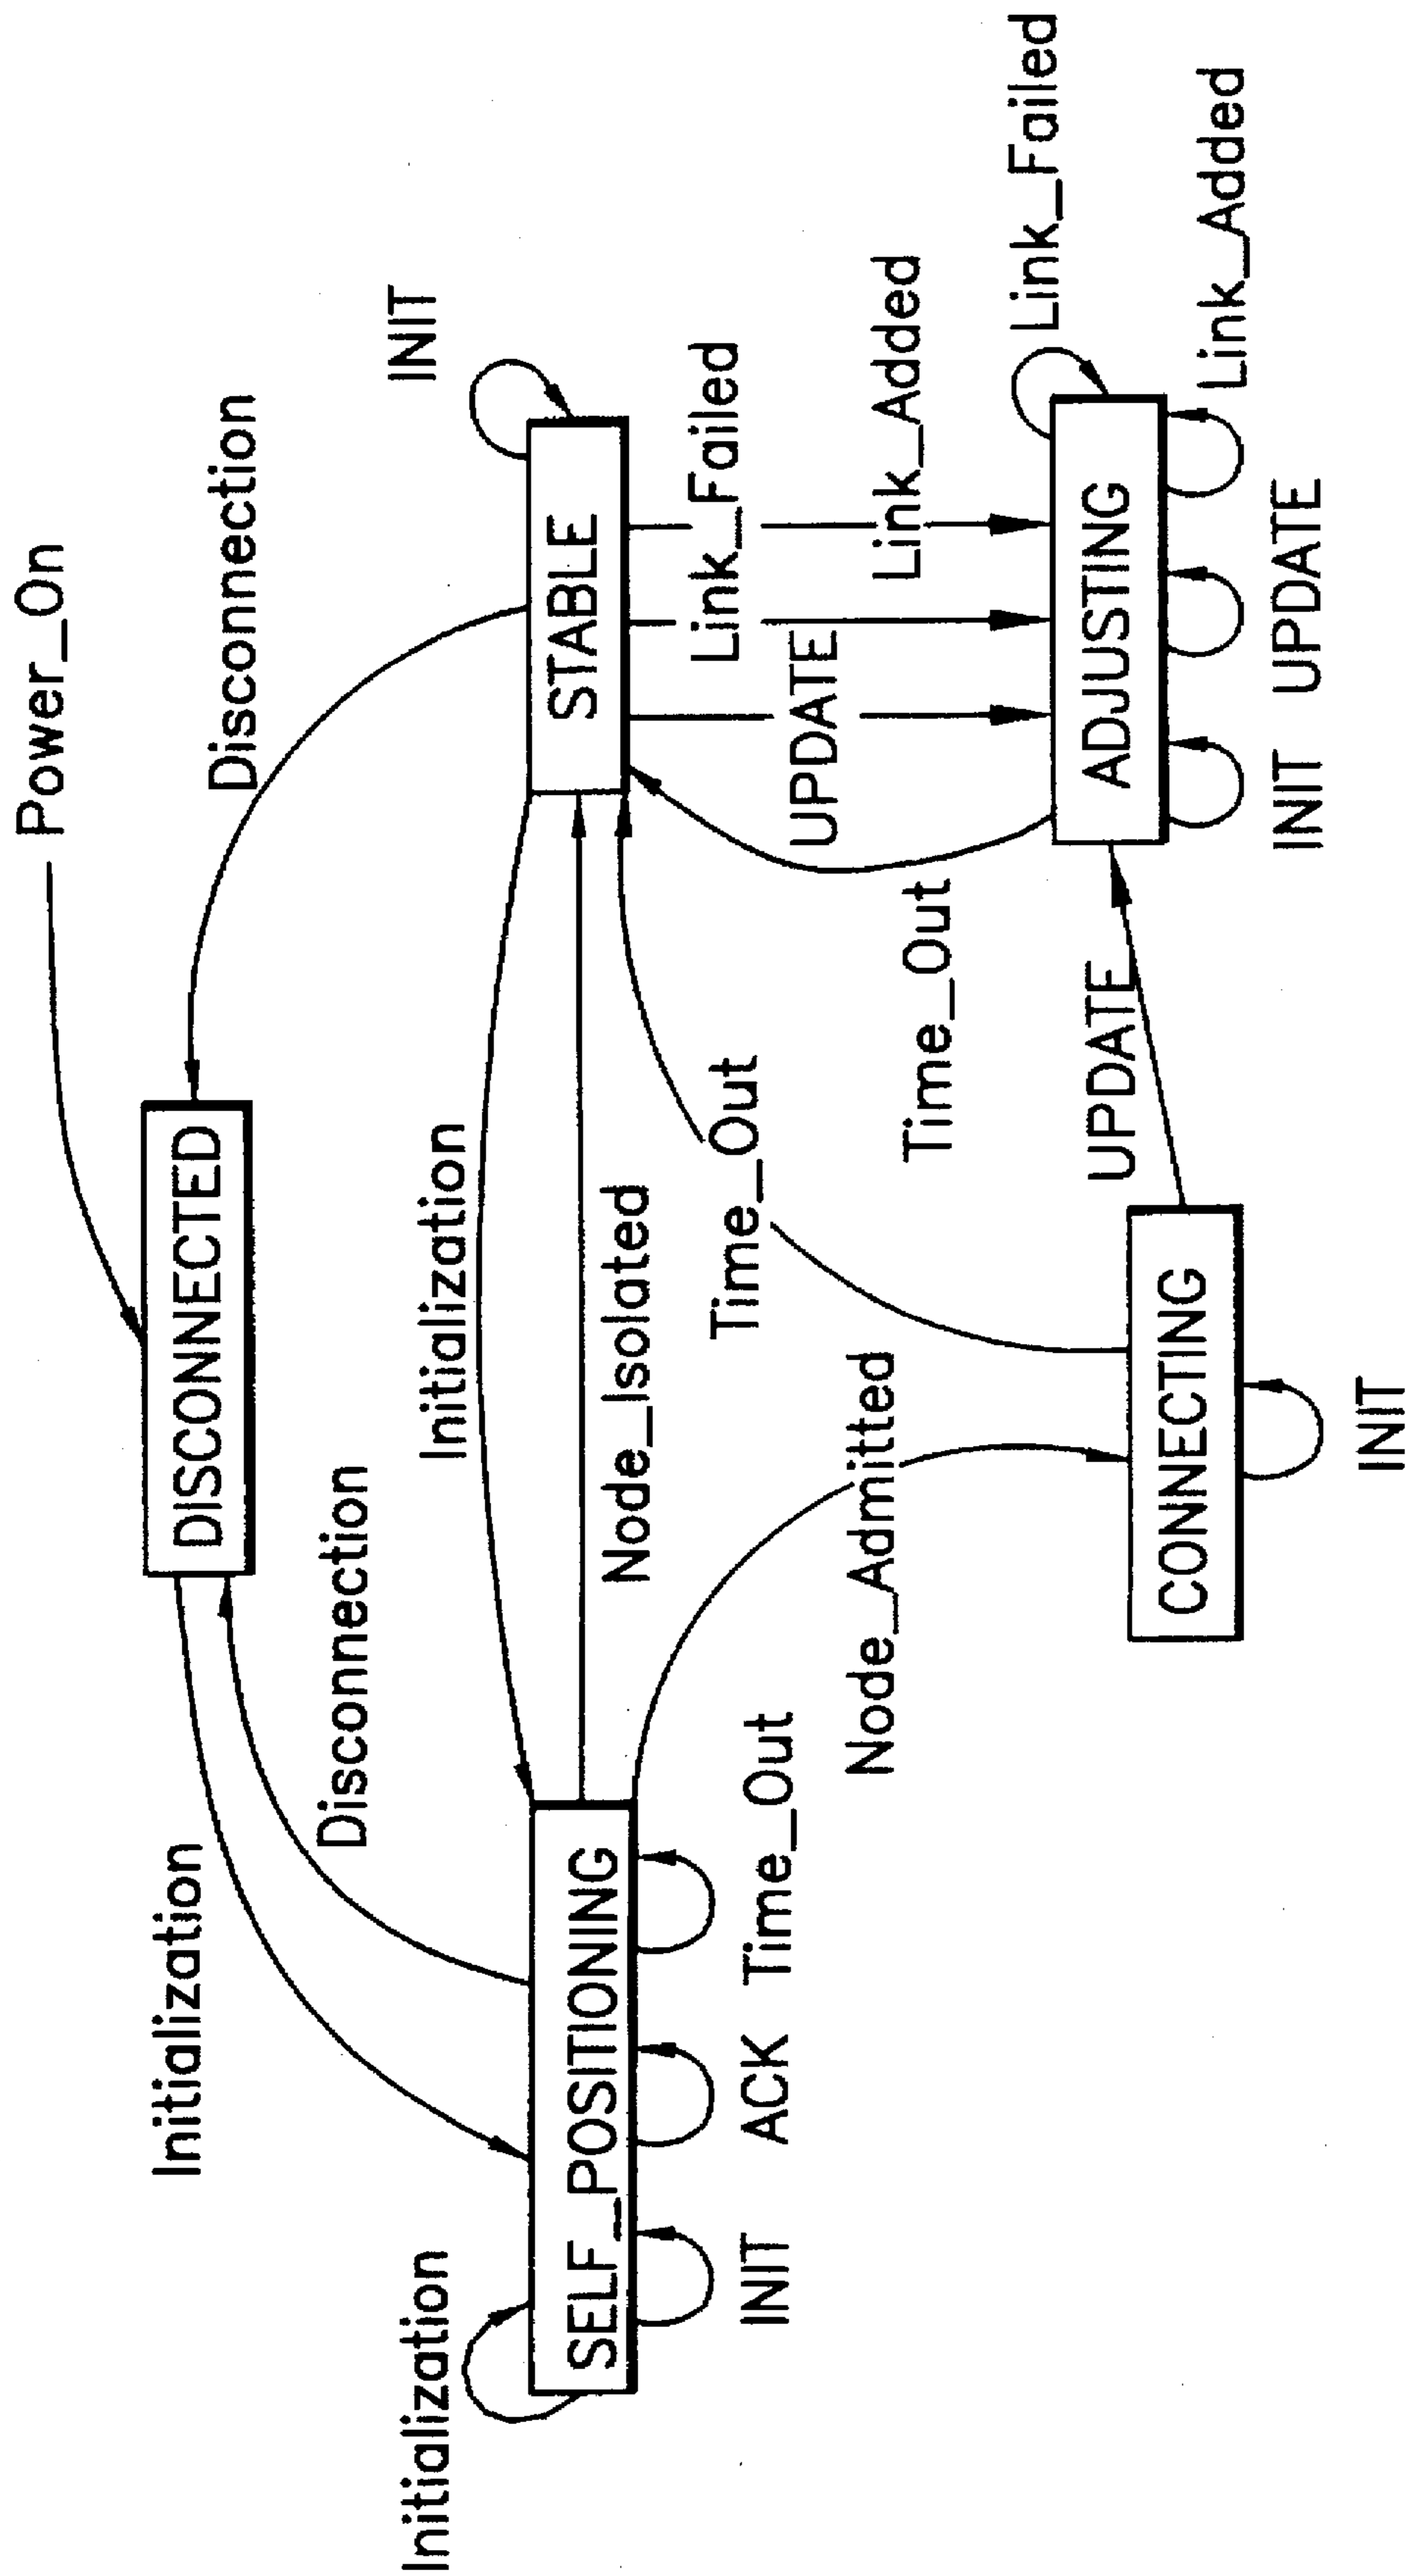 Power_On
Disconnection
DISCONNECTED
Initialization
Disconnection
INIT
Initialization
Initialization
STABLE
Node_Isolated
SELF_POSITIONING
Link_Failed
INIT
ACK
Time_Out
Time_Out
UPDATE
Link_Added
Node_Admitted
Time_Out
Link_Failed
UPDATE
ADJUSTING
CONNECTING
Link_Added
INIT
UPDATE
INIT